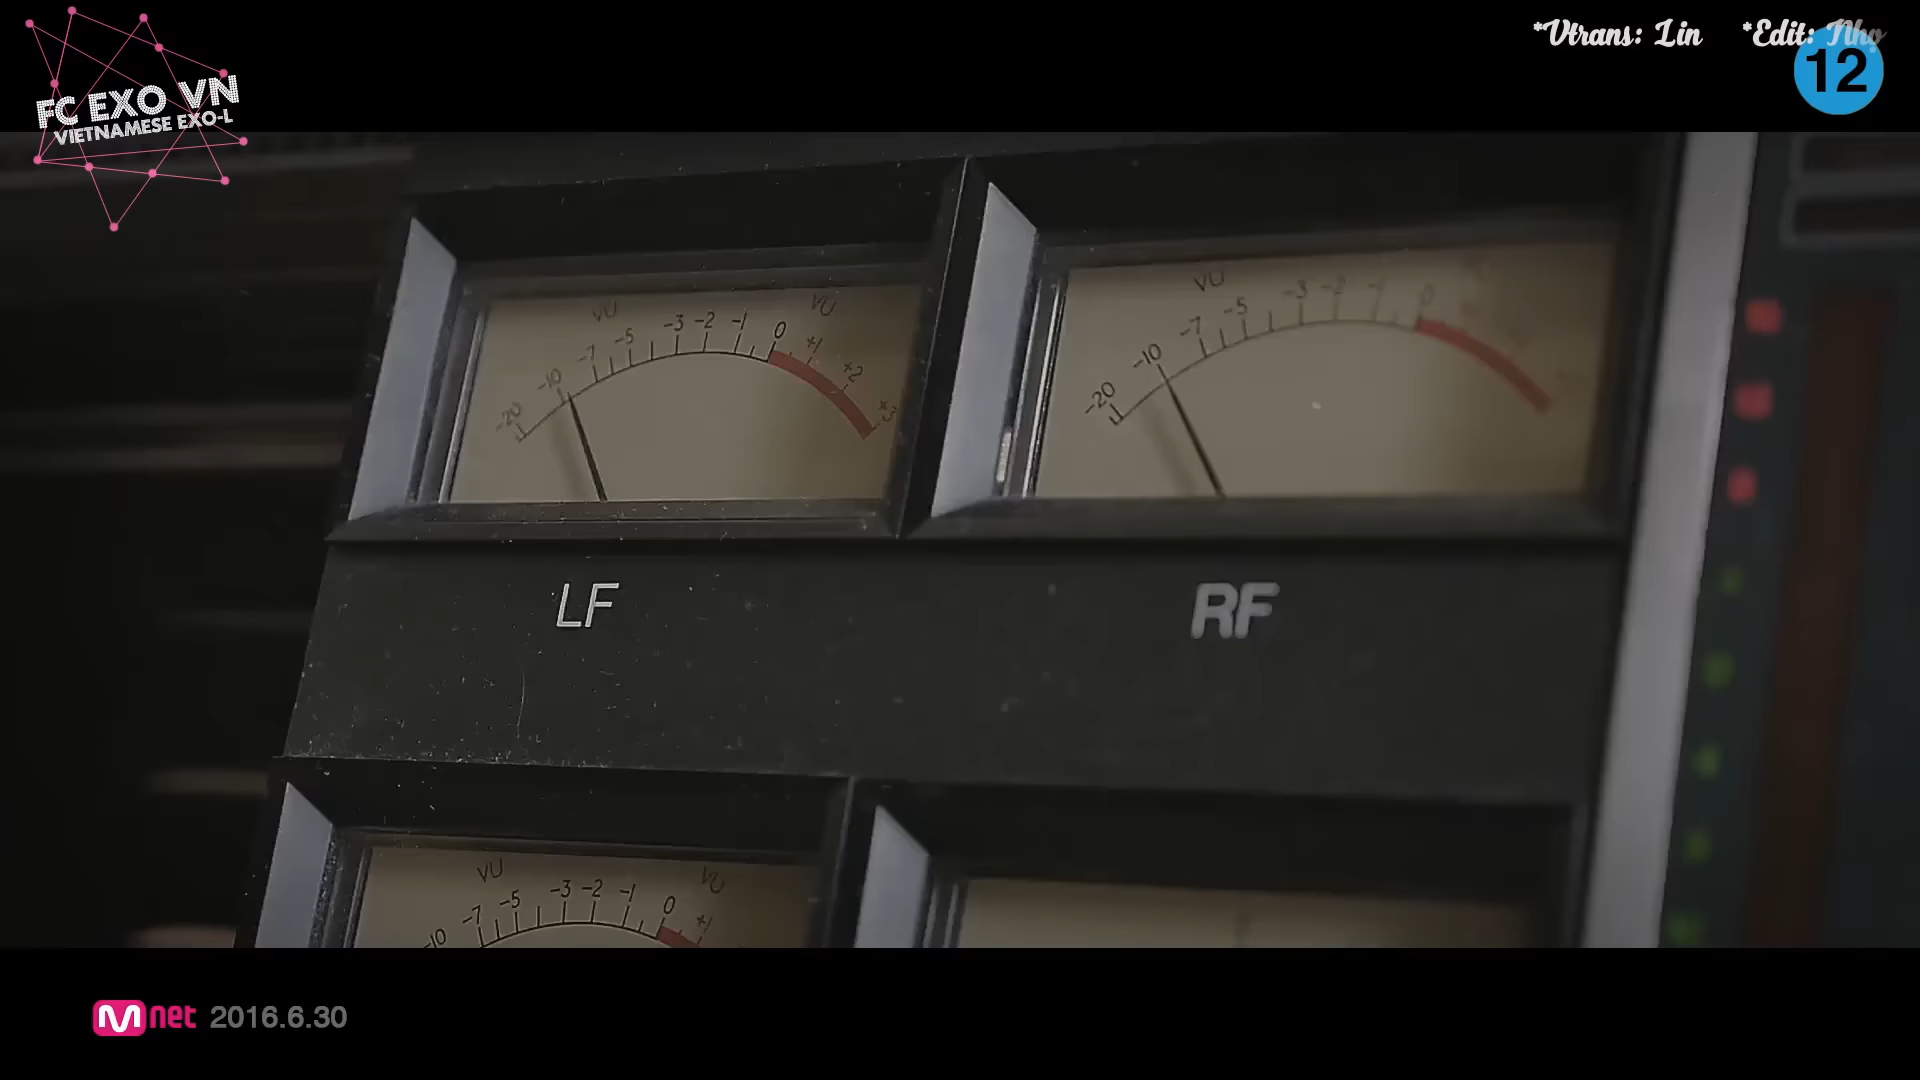 *Vtrans: Lin *Edit: Nhọ
12
FC EXO VN
VIETNAMESE EXO-L
VU VU
-20 -10 -7 -5 -3 -2 -1 0 +1 +2 +3
VU
-20 -10 -7 -5 -3 -2 -1 0
LF
RF
VU VU
-10 -7 -5 -3 -2 -1 0 +1
Mnet 2016.6.30